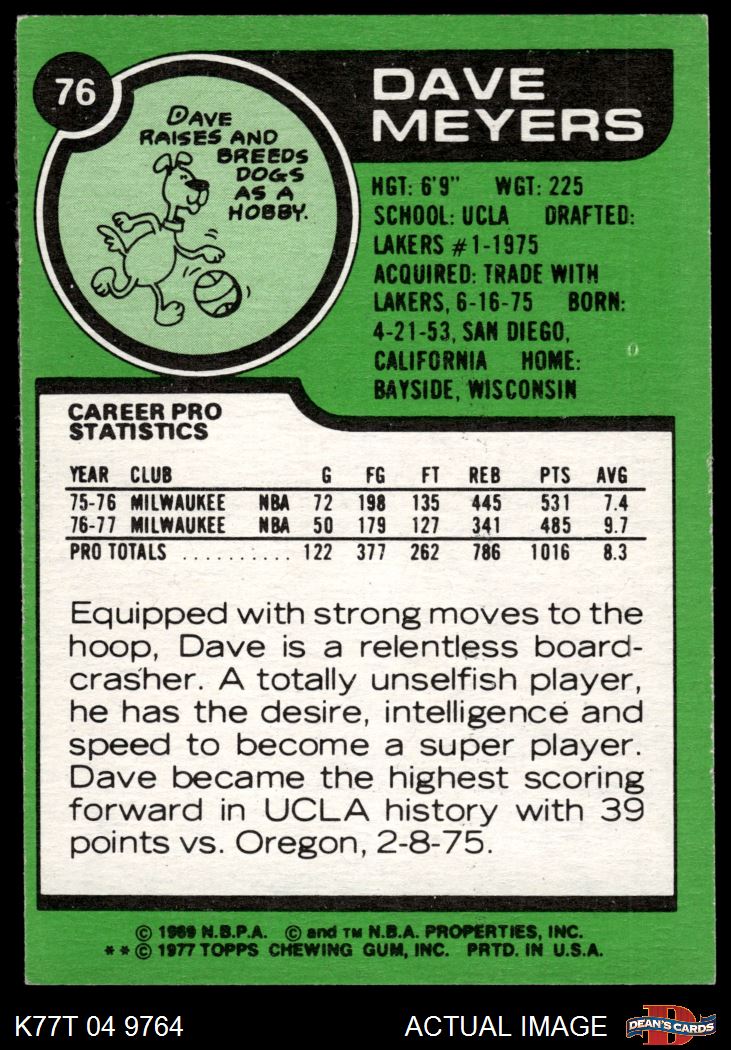 76
DAVE
MEYERS
DAVE
RAISES AND
BREEDS
DOGS
AS A
HOBBY.
HGT: 6'9" WGT: 225
SCHOOL: UCLA DRAFTED:
LAKERS #1-1975
ACQUIRED: TRADE WITH
LAKERS, 6-16-75 BORN:
4-21-53, SAN DIEGO,
CALIFORNIA HOME:
BAYSIDE, WISCONSIN
CAREER PRO
STATISTICS
YEAR CLUB G FG FT REB PTS AVG
75-76 MILWAUKEE NBA 72 198 135 445 531 7.4
76-77 MILWAUKEE NBA 50 179 127 341 485 9.7
PRO TOTALS .......... 122 377 262 786 1016 8.3
Equipped with strong moves to the
hoop, Dave is a relentless board-
crasher. A totally unselfish player,
he has the desire, intelligence and
speed to become a super player.
Dave became the highest scoring
forward in UCLA history with 39
points vs. Oregon, 2-8-75.
© 1969 N.B.P.A. © and TM N.B.A. PROPERTIES, INC.
**© 1977 TOPPS CHEWING GUM, INC. PRTD. IN U.S.A.
K77T 04 9764 ACTUAL IMAGE
D
DEAN'S CARDS